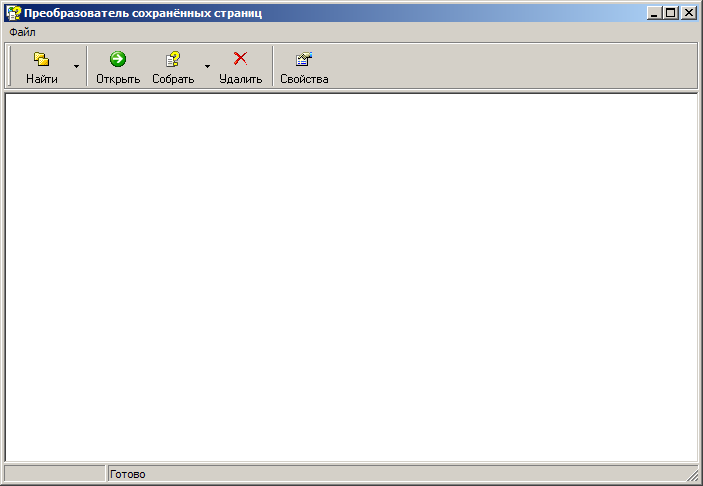 Преобразователь сохранённых страниц
Файл
Найти Открыть Собрать Удалить Свойства
Готово